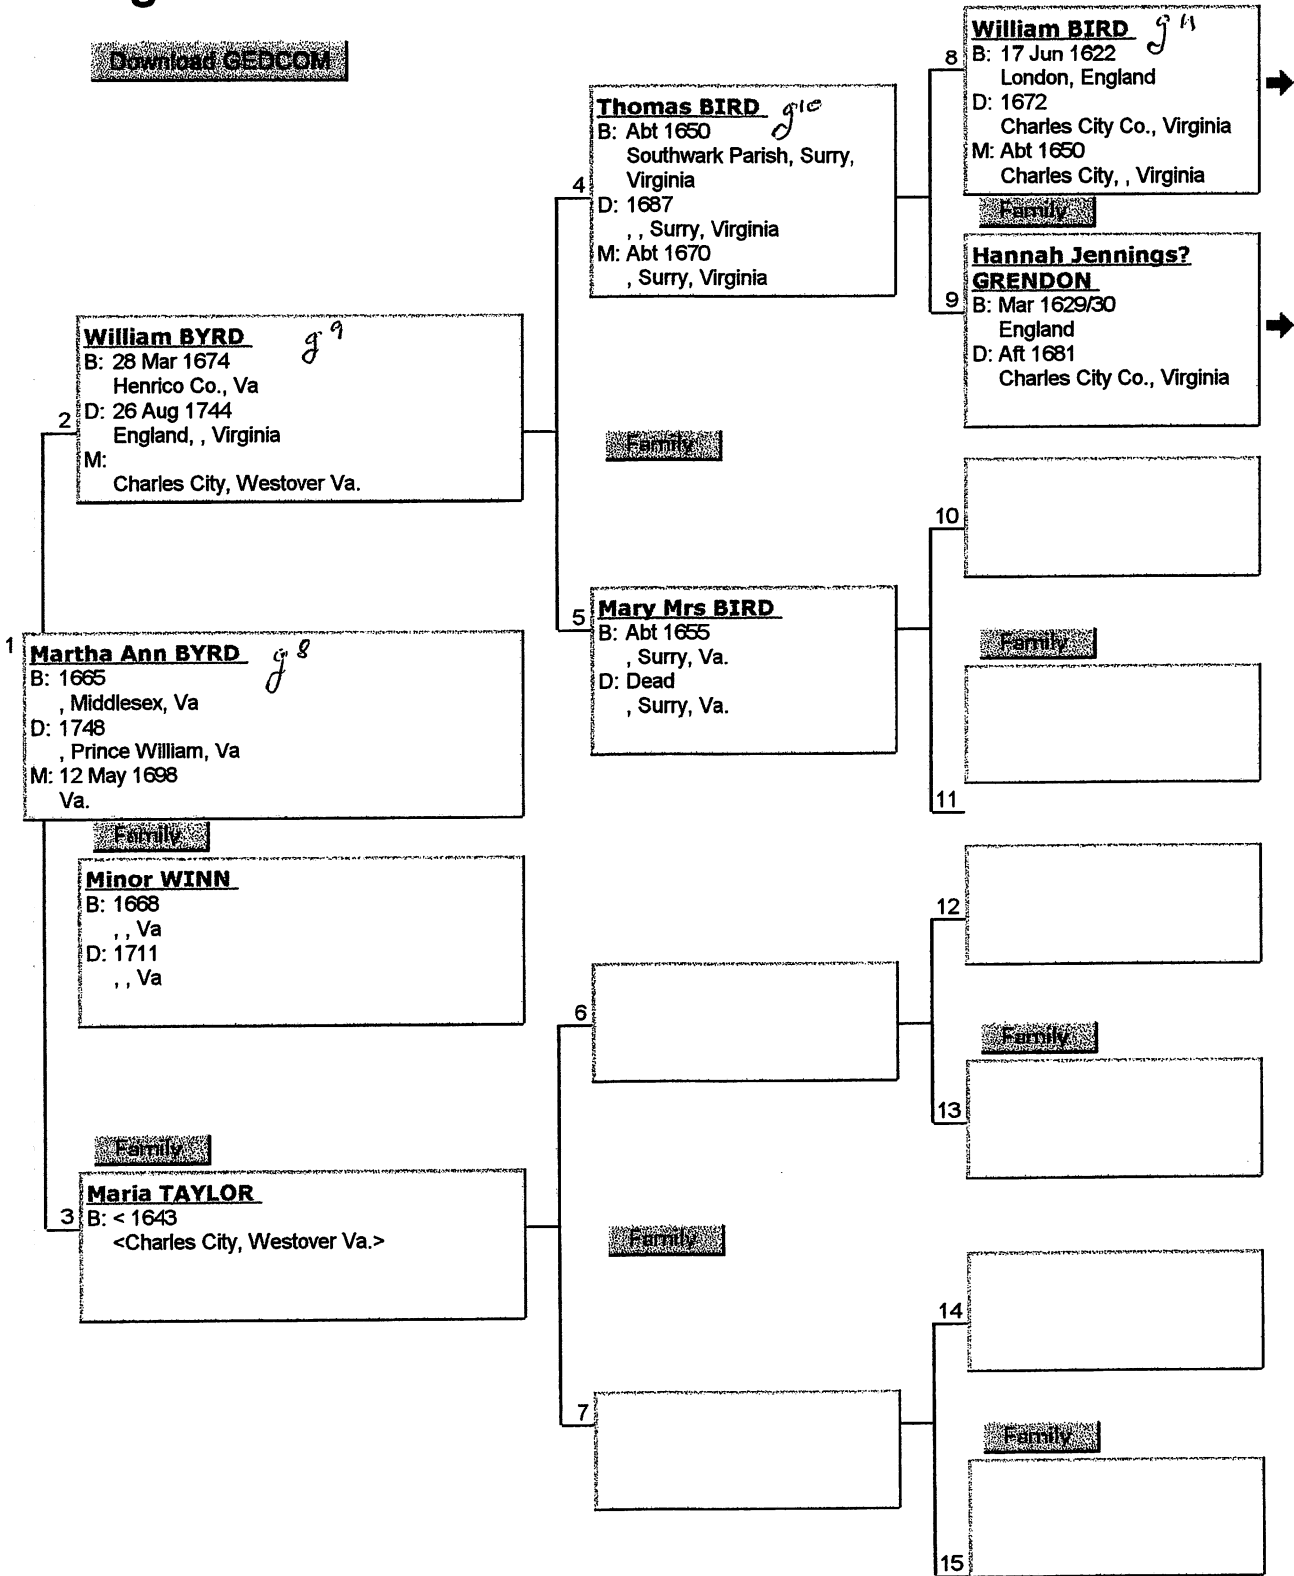 Download GEDCOM
1
Martha Ann BYRD g8
B: 1665
, Middlesex, Va
D: 1748
, Prince William, Va
M: 12 May 1698
Va.
Family
Minor WINN
B: 1668
, , Va
D: 1711
, , Va
2
William BYRD g9
B: 28 Mar 1674
Henrico Co., Va
D: 26 Aug 1744
England, , Virginia
M:
Charles City, Westover Va.
Family
3
Maria TAYLOR
B: < 1643
<Charles City, Westover Va.>
4
Thomas BIRD g10
B: Abt 1650
Southwark Parish, Surry,
Virginia
D: 1687
, , Surry, Virginia
M: Abt 1670
, Surry, Virginia
Family
5
Mary Mrs BIRD
B: Abt 1655
, Surry, Va.
D: Dead
, Surry, Va.
6
Family
7
8
William BIRD g11
B: 17 Jun 1622
London, England
D: 1672
Charles City Co., Virginia
M: Abt 1650
Charles City, , Virginia
Family
9
Hannah Jennings?
GRENDON
B: Mar 1629/30
England
D: Aft 1681
Charles City Co., Virginia
10
Family
11
12
Family
13
14
Family
15